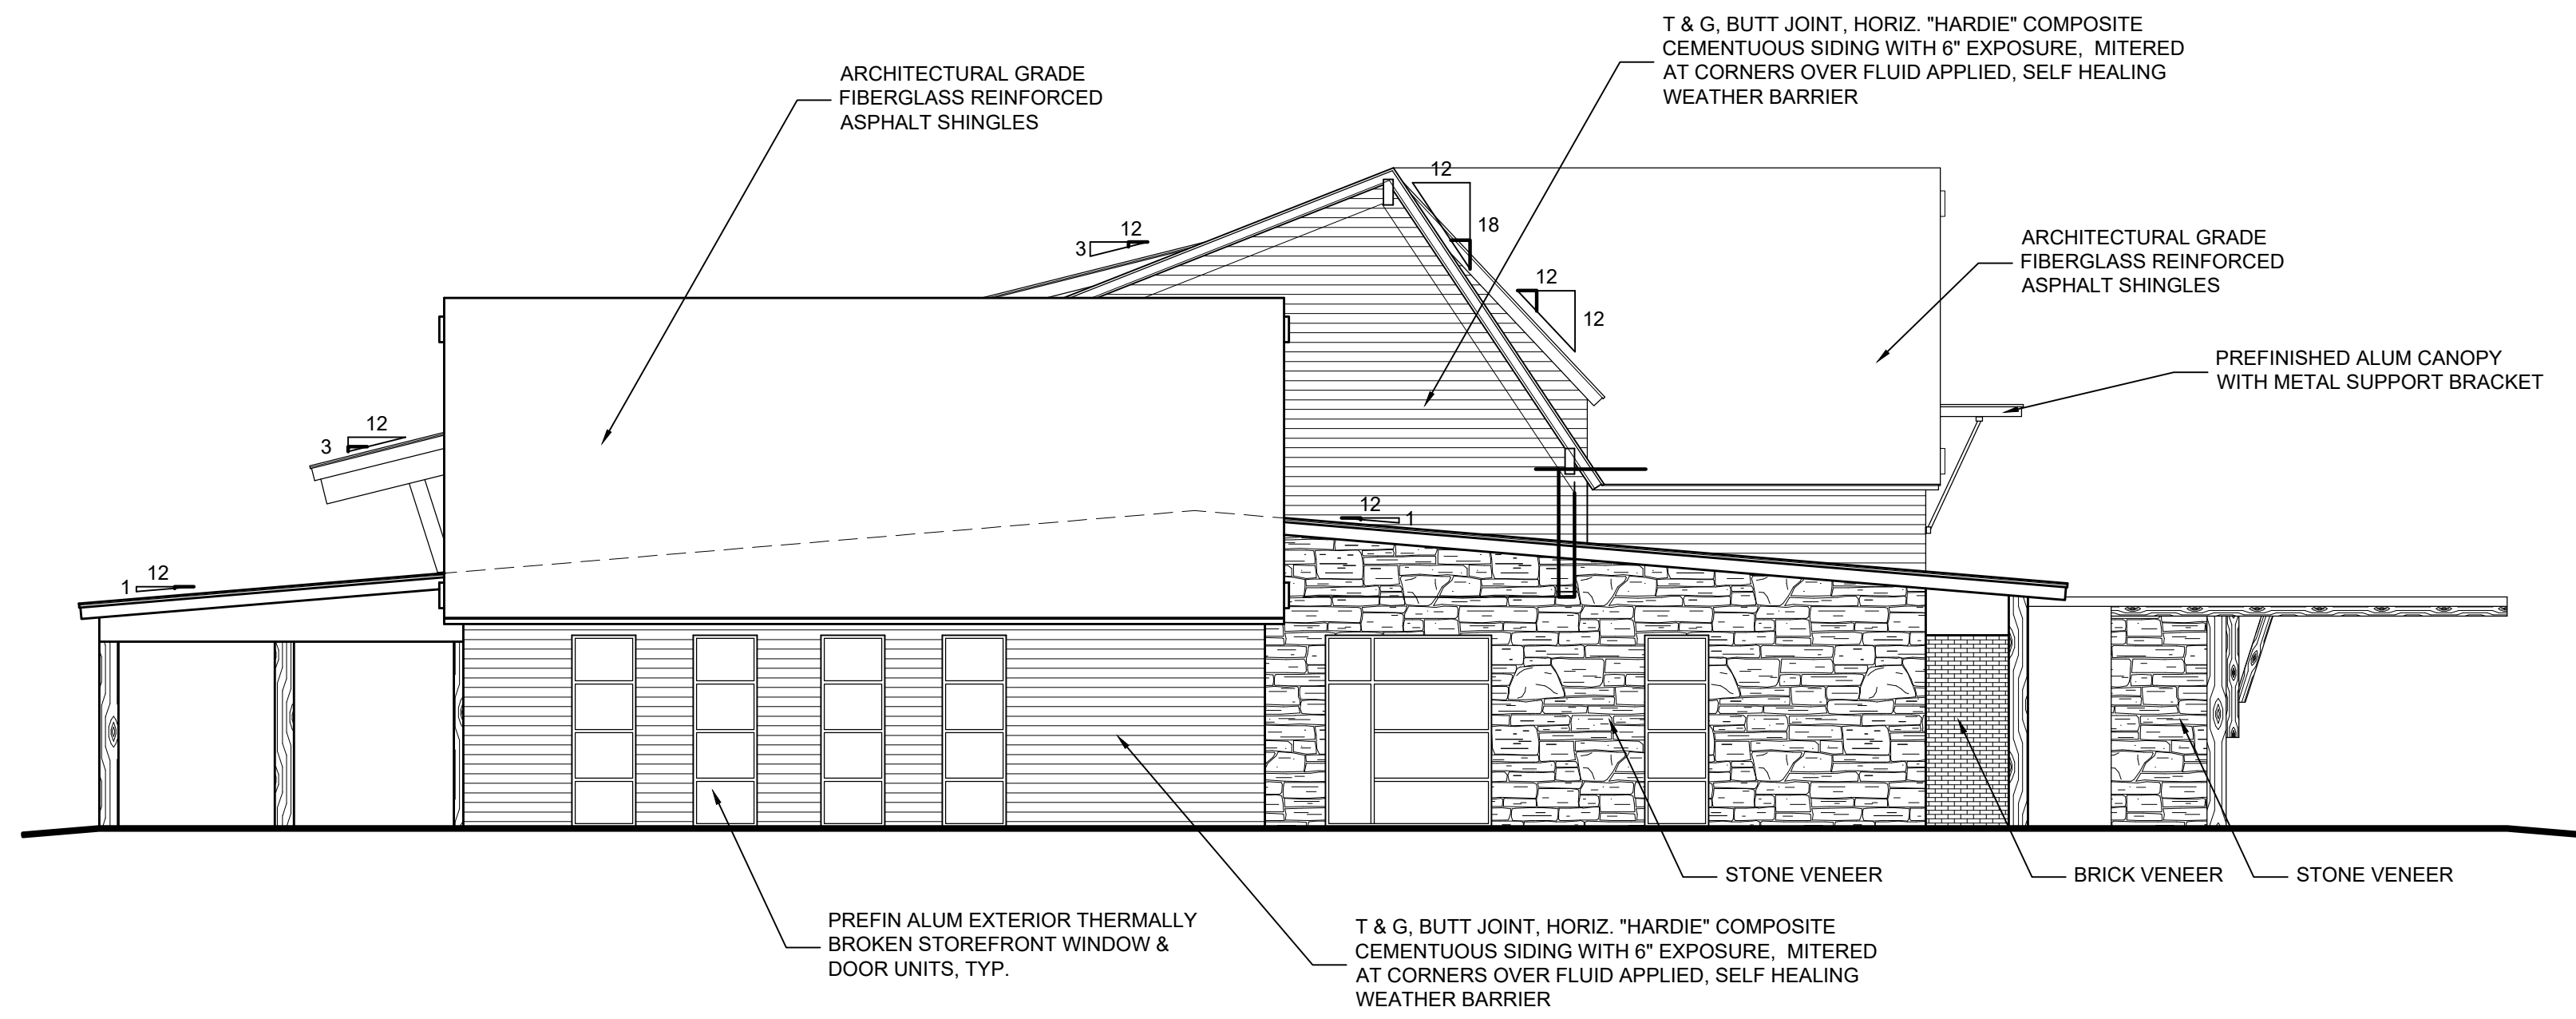 T & G, BUTT JOINT, HORIZ. "HARDIE" COMPOSITE
CEMENTUOUS SIDING WITH 6" EXPOSURE, MITERED
AT CORNERS OVER FLUID APPLIED, SELF HEALING
WEATHER BARRIER
ARCHITECTURAL GRADE
FIBERGLASS REINFORCED
ASPHALT SHINGLES
12
18
12
3
12
12
ARCHITECTURAL GRADE
FIBERGLASS REINFORCED
ASPHALT SHINGLES
PREFINISHED ALUM CANOPY
WITH METAL SUPPORT BRACKET
12
3
12
1
12
1
STONE VENEER
BRICK VENEER
STONE VENEER
PREFIN ALUM EXTERIOR THERMALLY
BROKEN STOREFRONT WINDOW &
DOOR UNITS, TYP.
T & G, BUTT JOINT, HORIZ. "HARDIE" COMPOSITE
CEMENTUOUS SIDING WITH 6" EXPOSURE, MITERED
AT CORNERS OVER FLUID APPLIED, SELF HEALING
WEATHER BARRIER